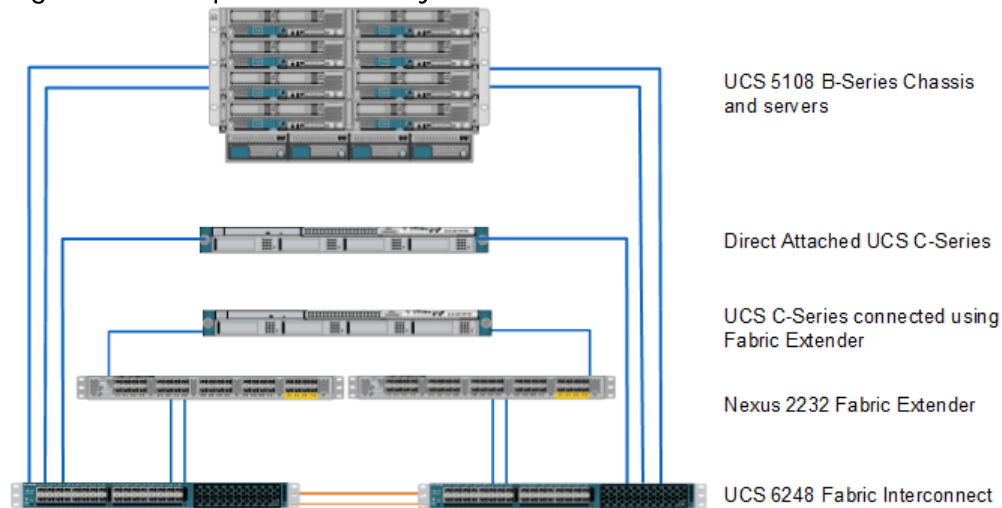 UCS 5108 B-Series Chassis
and servers
Direct Attached UCS C-Series
UCS C-Series connected using
Fabric Extender
Nexus 2232 Fabric Extender
UCS 6248 Fabric Interconnect